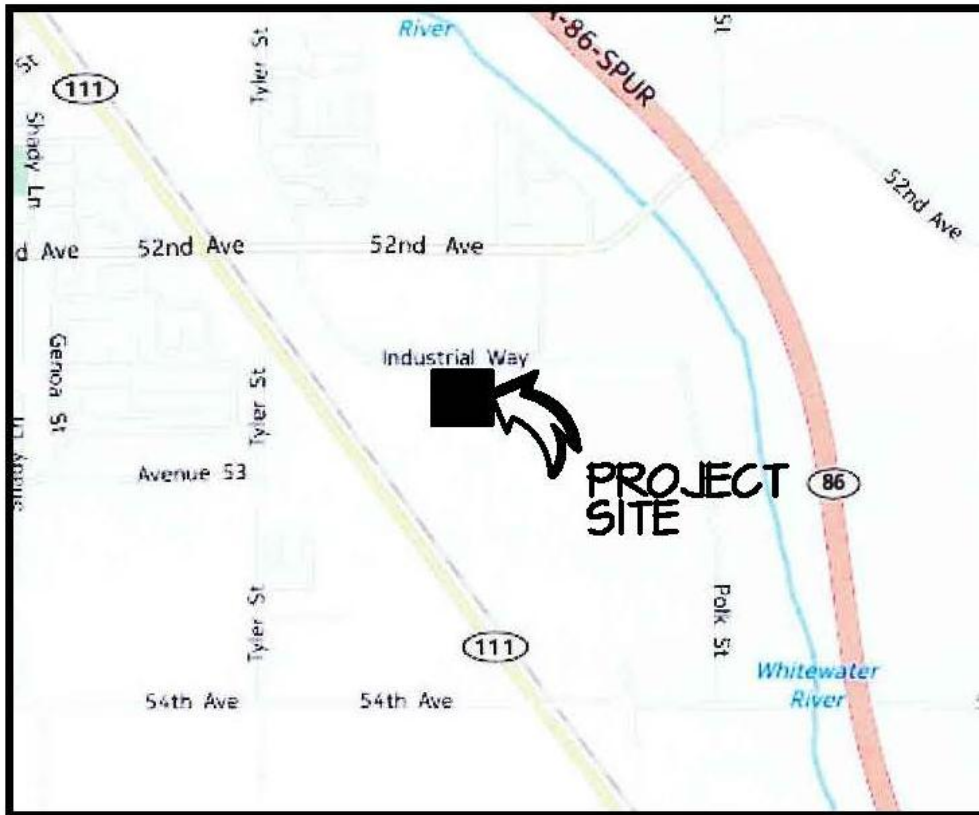 River
-86-SPUR
St
Tyler St
111
Shady Ln
52nd Ave
d Ave
52nd Ave
52nd Ave
Industrial Way
Genoa St
Tyler St
Avenue 53
PROJECT
SITE
86
Tyler St
Polk St
111
Whitewater
River
54th Ave
54th Ave